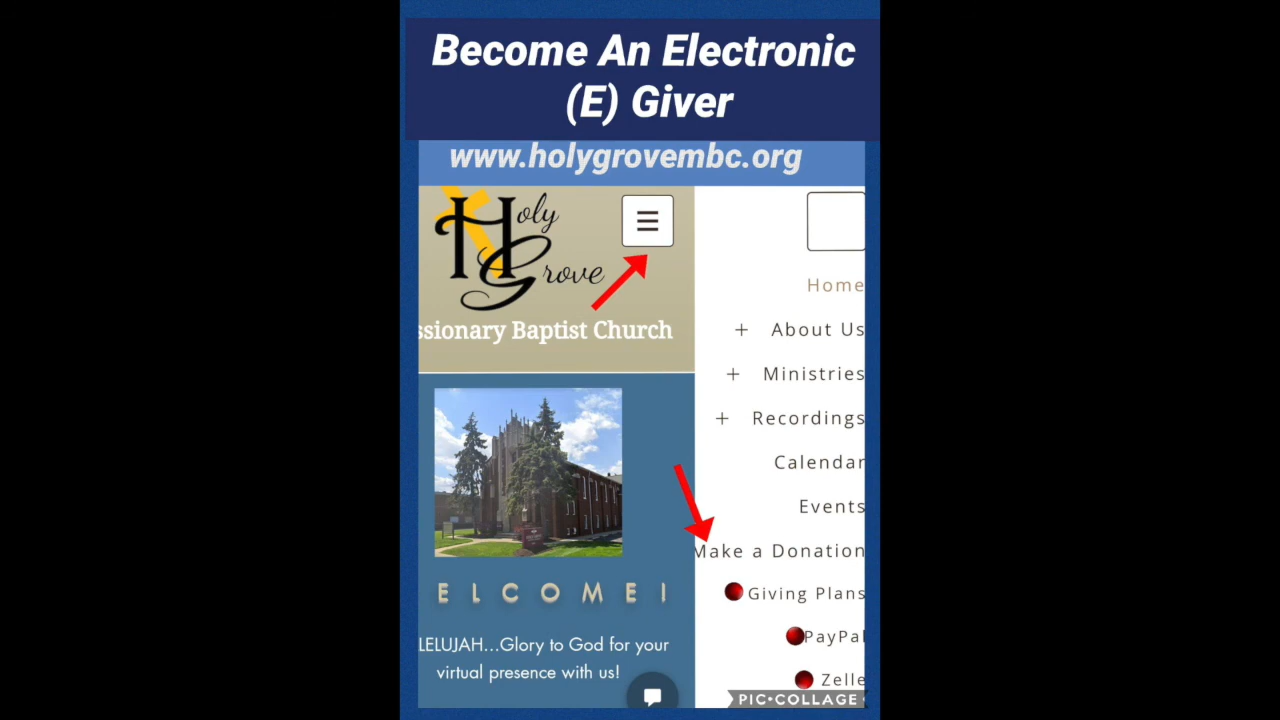 Become An Electronic
(E) Giver
www.holygrovembc.org
Holy
Grove
ssionary Baptist Church
ELCOME
LELUJAH...Glory to God for your
virtual presence with us!
Home
+ About Us
+ Ministries
+ Recordings
Calendar
Events
Make a Donation
Giving Plans
PayPal
Zelle
PIC•COLLAGE